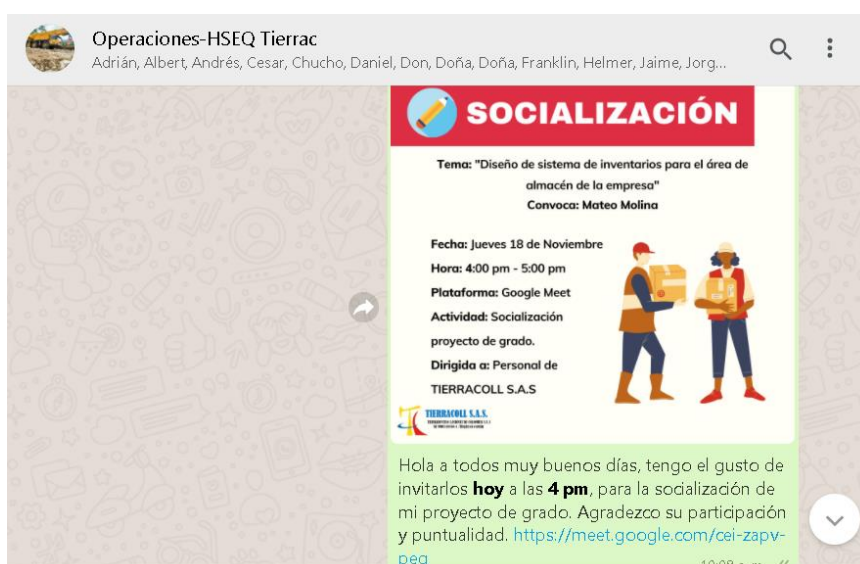 Operaciones-HSEQ Tierrac
Adrián, Albert, Andrés, Cesar, Chucho, Daniel, Don, Doña, Doña, Franklin, Helmer, Jaime, Jorg...
SOCIALIZACIÓN
Tema: "Diseño de sistema de inventarios para el área de
almacén de la empresa"
Convoca: Mateo Molina
Fecha: Jueves 18 de Noviembre
Hora: 4:00 pm - 5:00 pm
Plataforma: Google Meet
Actividad: Socialización
proyecto de grado.
Dirigida a: Personal de
TIERRACOLL S.A.S
TIERRACOLL S.A.S.
Hola a todos muy buenos días, tengo el gusto de
invitarlos hoy a las 4 pm, para la socialización de
mi proyecto de grado. Agradezco su participación
y puntualidad. https://meet.google.com/cei-zapv-